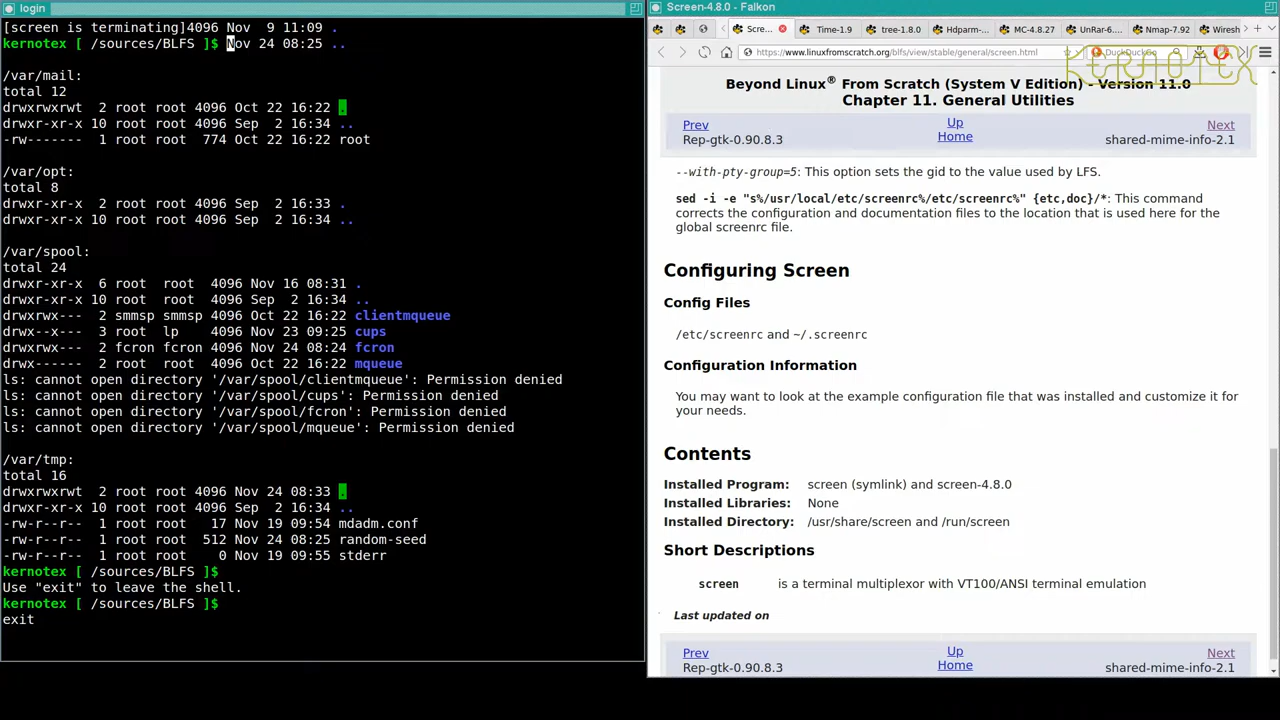 login
[screen is terminating]4096 Nov  9 11:09 .
kernotex [ /sources/BLFS ]$ Nov 24 08:25 ..
/var/mail:
total 12
drwxrwxrwt  2 root root 4096 Oct 22 16:22 .
drwxr-xr-x 10 root root 4096 Sep  2 16:34 ..
-rw-------  1 root root  774 Oct 22 16:22 root
/var/opt:
total 8
drwxr-xr-x  2 root root 4096 Sep  2 16:33 .
drwxr-xr-x 10 root root 4096 Sep  2 16:34 ..
/var/spool:
total 24
drwxr-xr-x  6 root  root  4096 Nov 16 08:31 .
drwxr-xr-x 10 root  root  4096 Sep  2 16:34 ..
drwxrwx---  2 smmsp smmsp 4096 Oct 22 16:22 clientmqueue
drwx--x---  3 root  lp    4096 Nov 23 09:25 cups
drwxrwx---  2 fcron fcron 4096 Nov 24 08:24 fcron
drwx------  2 root  root  4096 Oct 22 16:22 mqueue
ls: cannot open directory '/var/spool/clientmqueue': Permission denied
ls: cannot open directory '/var/spool/cups': Permission denied
ls: cannot open directory '/var/spool/fcron': Permission denied
ls: cannot open directory '/var/spool/mqueue': Permission denied
/var/tmp:
total 16
drwxrwxrwt  2 root root 4096 Nov 24 08:33 .
drwxr-xr-x 10 root root 4096 Sep  2 16:34 ..
-rw-r--r--  1 root root   17 Nov 19 09:54 mdadm.conf
-rw-r--r--  1 root root  512 Nov 24 08:25 random-seed
-rw-r--r--  1 root root    0 Nov 19 09:55 stderr
kernotex [ /sources/BLFS ]$
Use "exit" to leave the shell.
kernotex [ /sources/BLFS ]$
exit
Screen-4.8.0 - Falkon
Scre... Time-1.9 tree-1.8.0 Hdparm-... MC-4.8.27 UnRar-6.... Nmap-7.92 Wiresh
https://www.linuxfromscratch.org/blfs/view/stable/general/screen.html DuckDuckGo
KERNOTEX
Beyond Linux® From Scratch (System V Edition) - Version 11.0
Chapter 11. General Utilities
Prev Up Next
Rep-gtk-0.90.8.3 Home shared-mime-info-2.1
--with-pty-group=5: This option sets the gid to the value used by LFS.
sed -i -e "s%/usr/local/etc/screenrc%/etc/screenrc%" {etc,doc}/*: This command
corrects the configuration and documentation files to the location that is used here for the
global screenrc file.
Configuring Screen
Config Files
/etc/screenrc and ~/.screenrc
Configuration Information
You may want to look at the example configuration file that was installed and customize it for
your needs.
Contents
Installed Program: screen (symlink) and screen-4.8.0
Installed Libraries: None
Installed Directory: /usr/share/screen and /run/screen
Short Descriptions
screen is a terminal multiplexor with VT100/ANSI terminal emulation
Last updated on
Prev Up Next
Rep-gtk-0.90.8.3 Home shared-mime-info-2.1